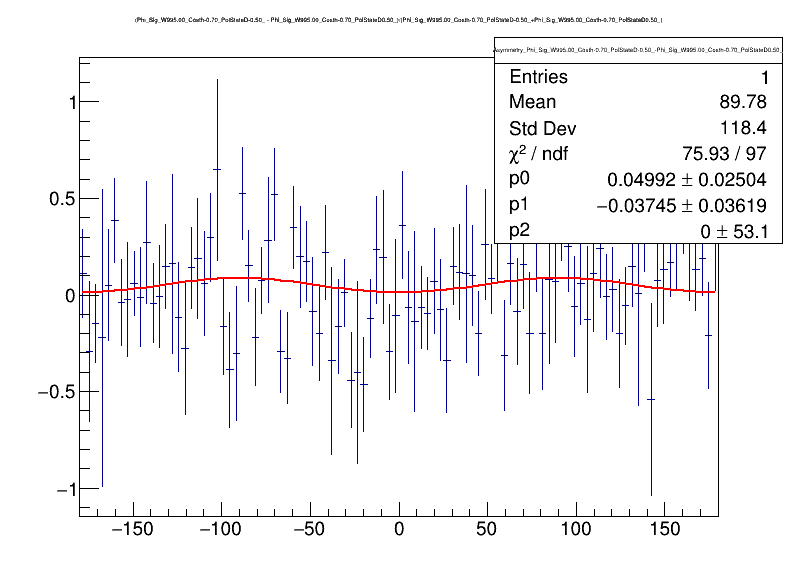 (Phi_Sig_W995.00_Costh-0.70_PolStateD-0.50_ - Phi_Sig_W995.00_Costh-0.70_PolStateD0.50_)/(Phi_Sig_W995.00_Costh-0.70_PolStateD-0.50_+Phi_Sig_W995.00_Costh-0.70_PolStateD0.50_)
Asymmetry_Phi_Sig_W995.00_Costh-0.70_PolStateD-0.50_-Phi_Sig_W995.00_Costh-0.70_PolStateD0.50_
Entries 1
Mean 89.78
Std Dev 118.4
χ² / ndf 75.93 / 97
p0 0.04992 ± 0.02504
p1 −0.03745 ± 0.03619
p2 0 ± 53.1
1
0.5
0
−0.5
−1
−150 −100 −50 0 50 100 150